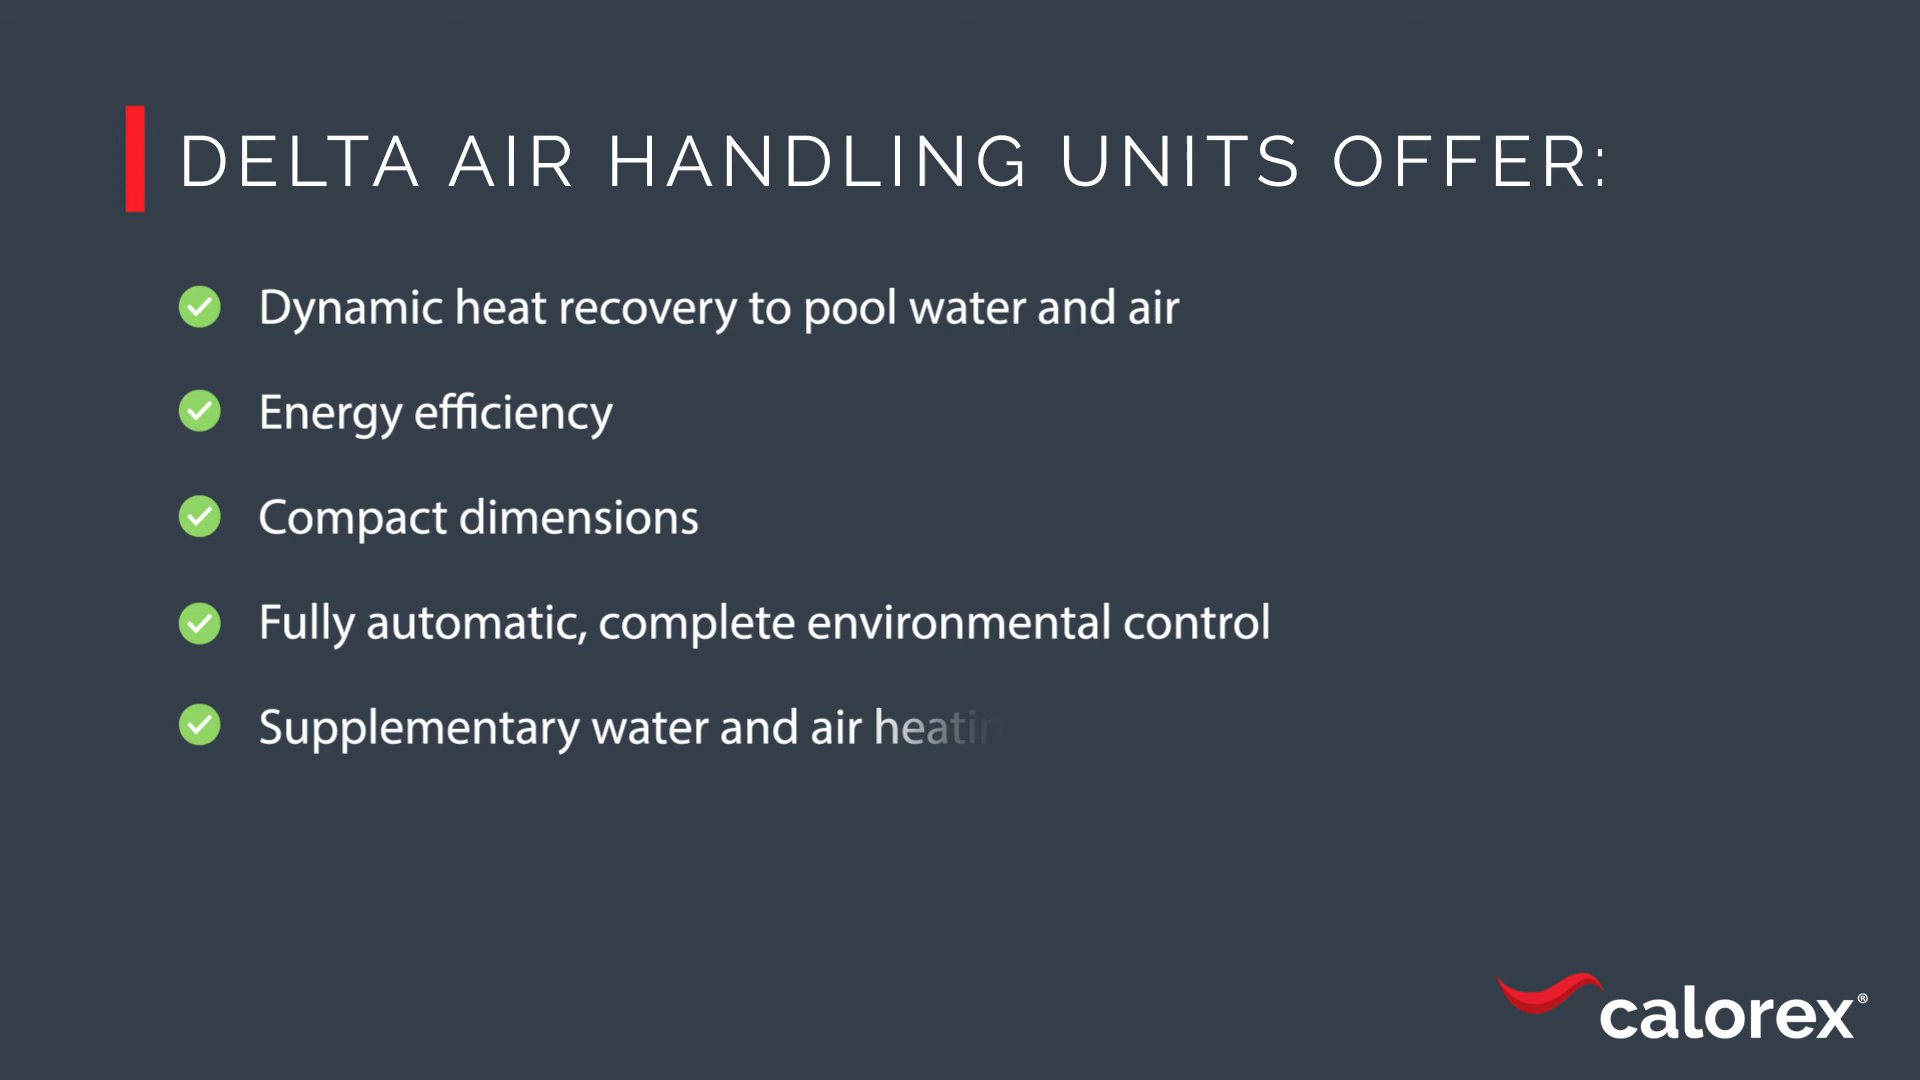 DELTA AIR HANDLING UNITS OFFER:
Dynamic heat recovery to pool water and air
Energy efficiency
Compact dimensions
Fully automatic, complete environmental control
Supplementary water and air heatin
calorex®